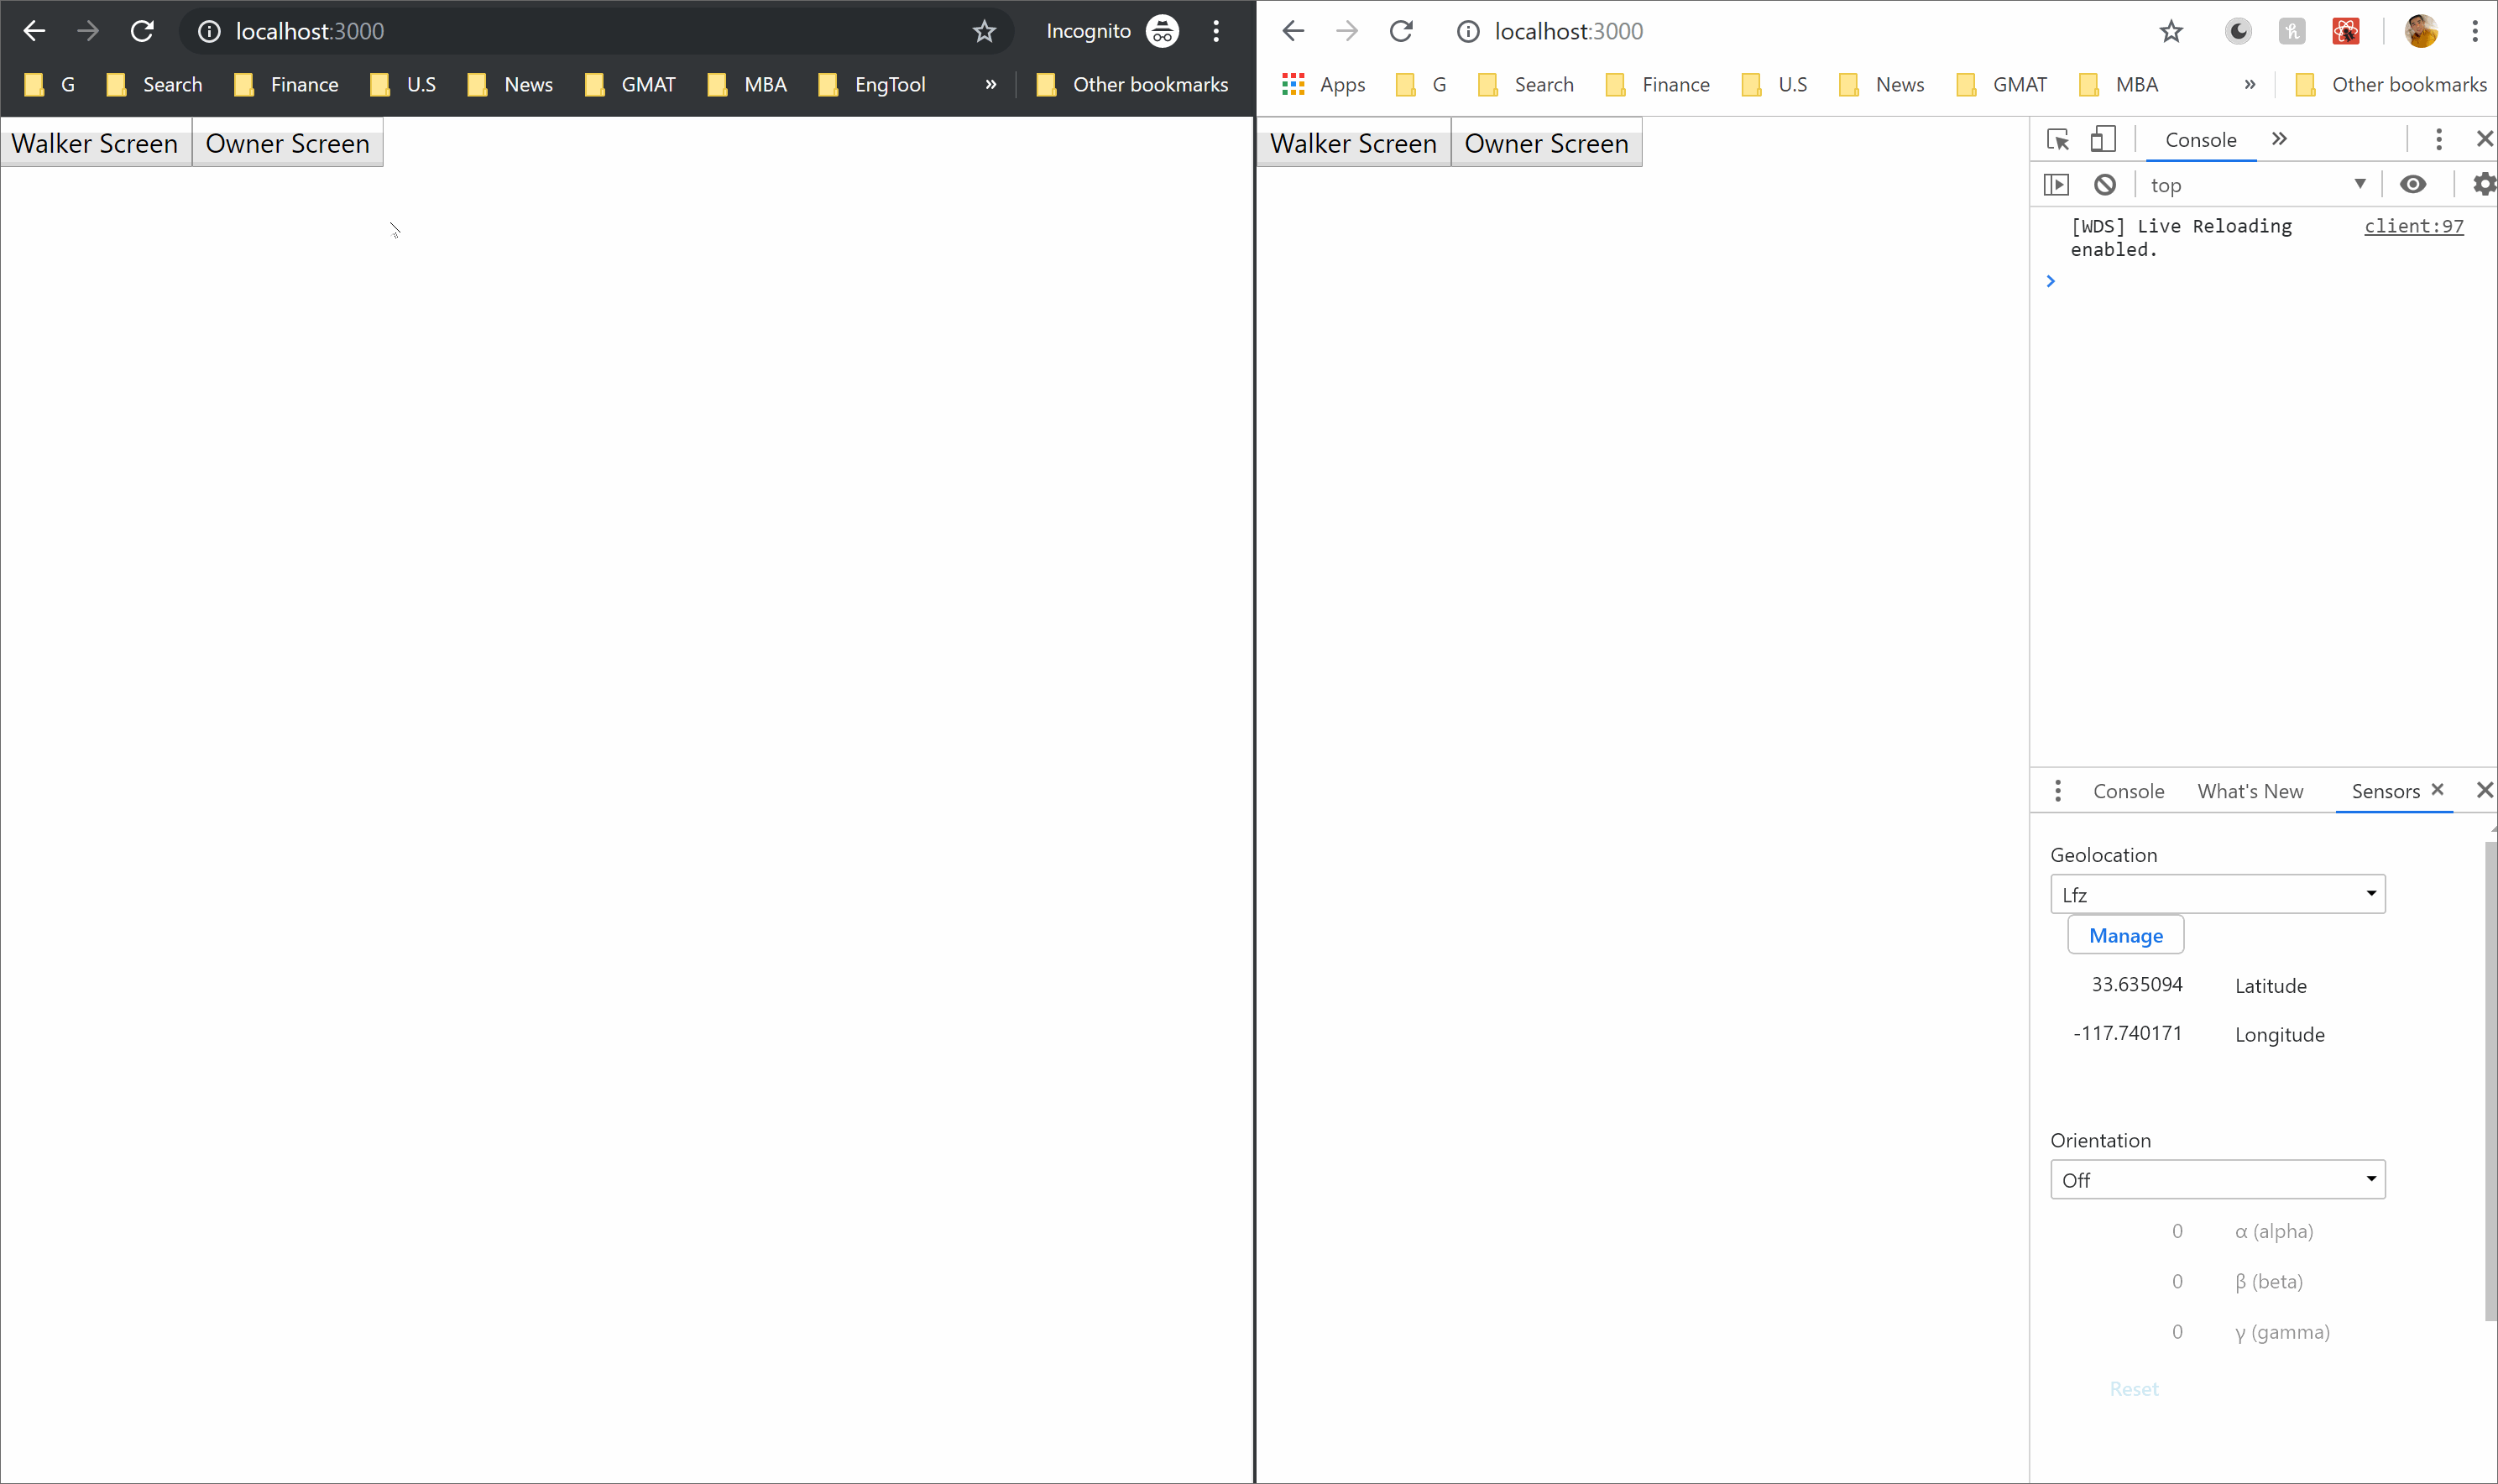 localhost:3000
Incognito
G Search Finance U.S News GMAT MBA EngTool » Other bookmarks
Walker Screen Owner Screen
localhost:3000
Apps G Search Finance U.S News GMAT MBA » Other bookmarks
Walker Screen Owner Screen
Console »
top
[WDS] Live Reloading client:97
enabled.
Console What's New Sensors
Geolocation
Lfz
Manage
33.635094 Latitude
-117.740171 Longitude
Orientation
Off
0 α (alpha)
0 β (beta)
0 γ (gamma)
Reset